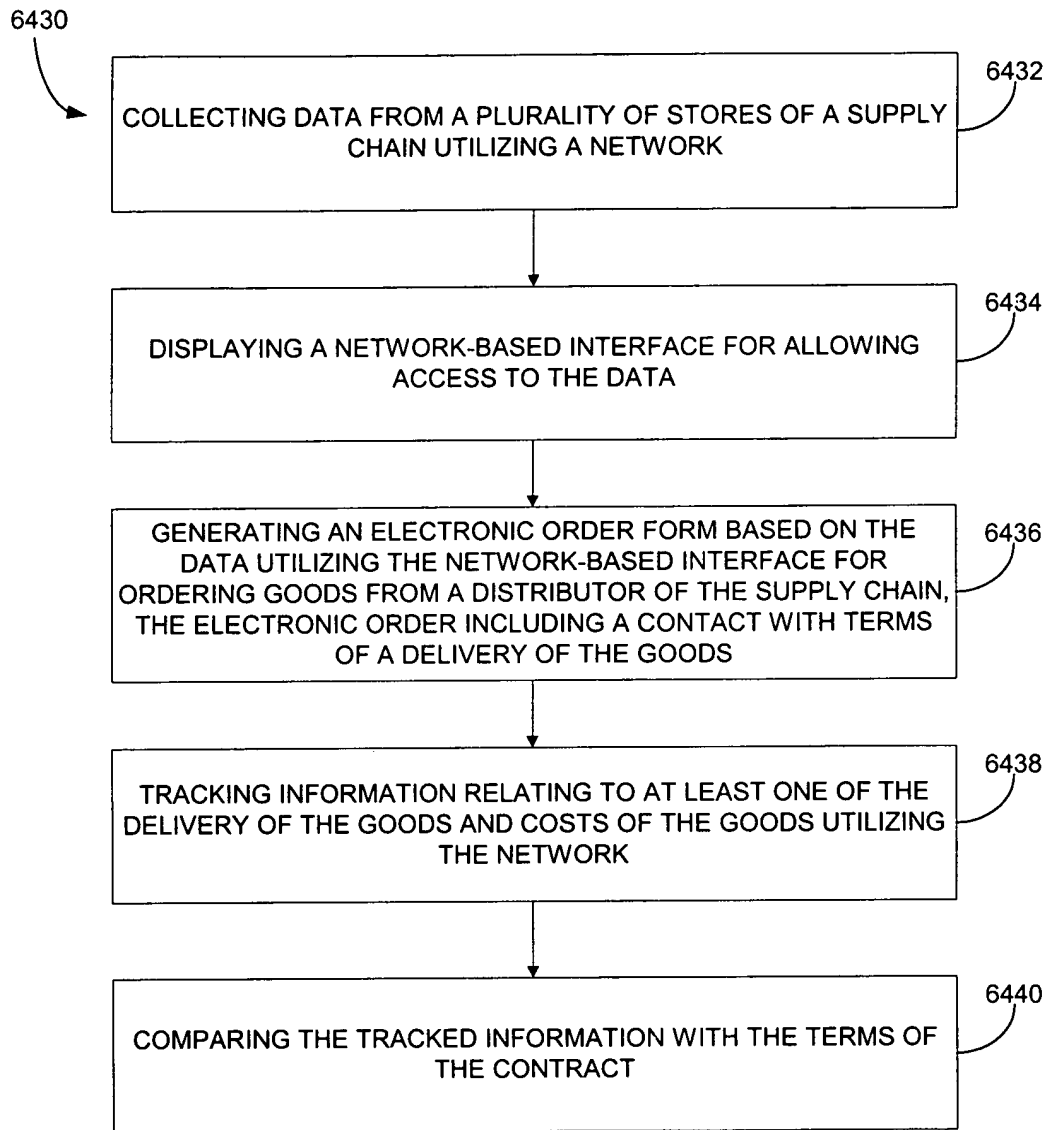 6430
6432
COLLECTING DATA FROM A PLURALITY OF STORES OF A SUPPLY
CHAIN UTILIZING A NETWORK
6434
DISPLAYING A NETWORK-BASED INTERFACE FOR ALLOWING
ACCESS TO THE DATA
6436
GENERATING AN ELECTRONIC ORDER FORM BASED ON THE
DATA UTILIZING THE NETWORK-BASED INTERFACE FOR
ORDERING GOODS FROM A DISTRIBUTOR OF THE SUPPLY CHAIN,
THE ELECTRONIC ORDER INCLUDING A CONTACT WITH TERMS
OF A DELIVERY OF THE GOODS
6438
TRACKING INFORMATION RELATING TO AT LEAST ONE OF THE
DELIVERY OF THE GOODS AND COSTS OF THE GOODS UTILIZING
THE NETWORK
6440
COMPARING THE TRACKED INFORMATION WITH THE TERMS OF
THE CONTRACT